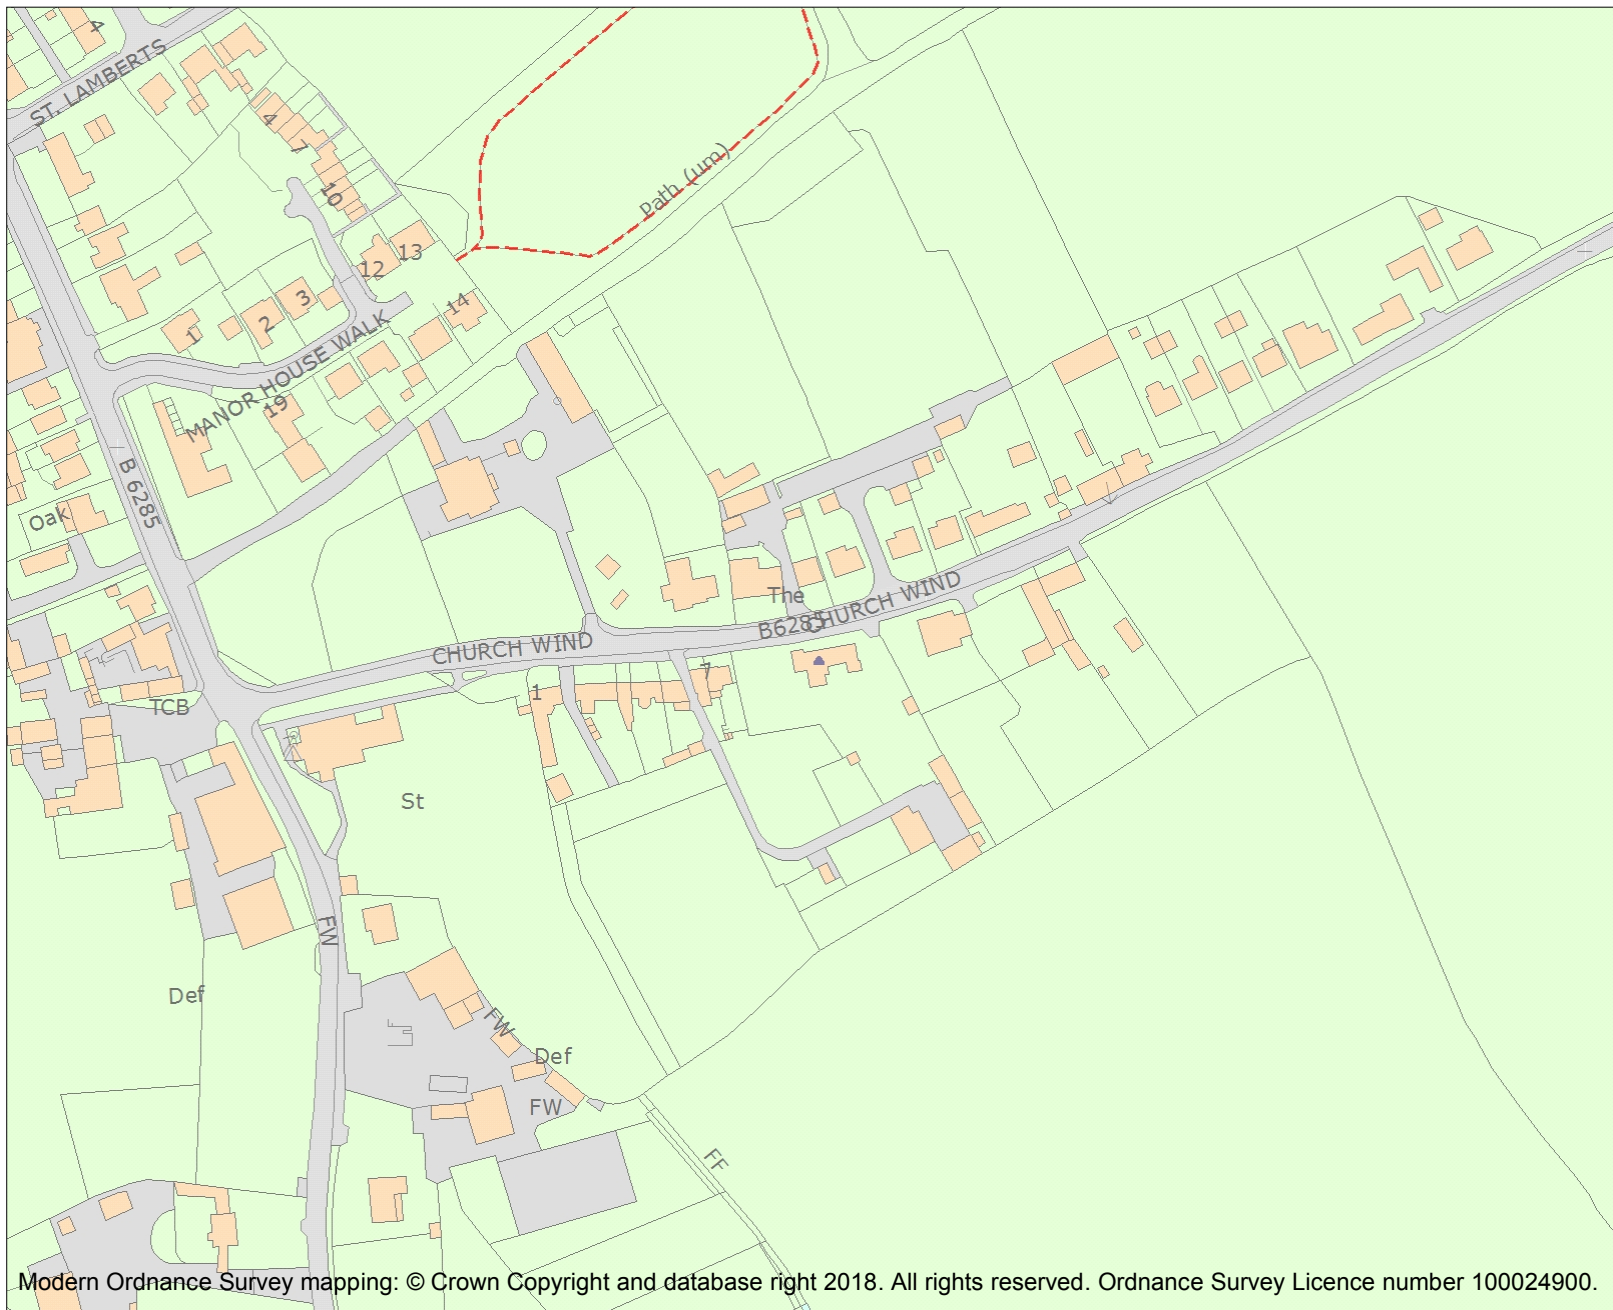 4
ST. LAMBERTS
4
7
10
Path (um)
13
12
14
3
2
1
MANOR HOUSE WALK
19
B 6285
Oak
The
CHURCH WIND
B6285
CHURCH WIND
7
1
TCB
St
FW
Def
FW
Def
FW
FF
Modern Ordnance Survey mapping: © Crown Copyright and database right 2018. All rights reserved. Ordnance Survey Licence number 100024900.